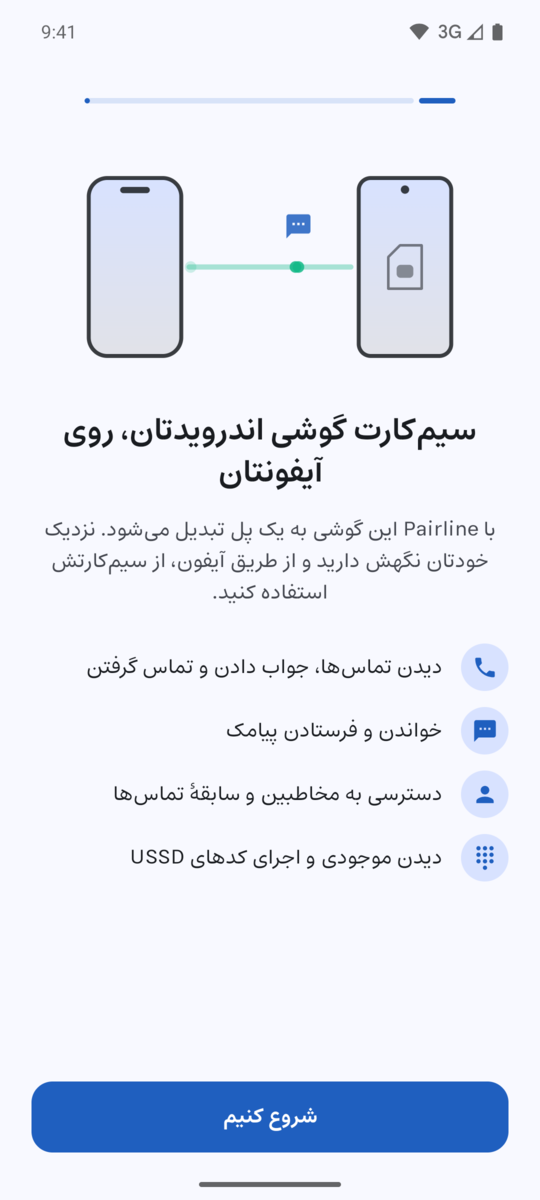 9:41
3G
سیم‌کارت گوشی اندرویدتان، روی
آیفونتان
با Pairline این گوشی به یک پل تبدیل می‌شود. نزدیک
خودتان نگهش دارید و از طریق آیفون، از سیم‌کارتش
استفاده کنید.
دیدن تماس‌ها، جواب دادن و تماس گرفتن
خواندن و فرستادن پیامک
دسترسی به مخاطبین و سابقهٔ تماس‌ها
دیدن موجودی و اجرای کدهای USSD
شروع کنیم